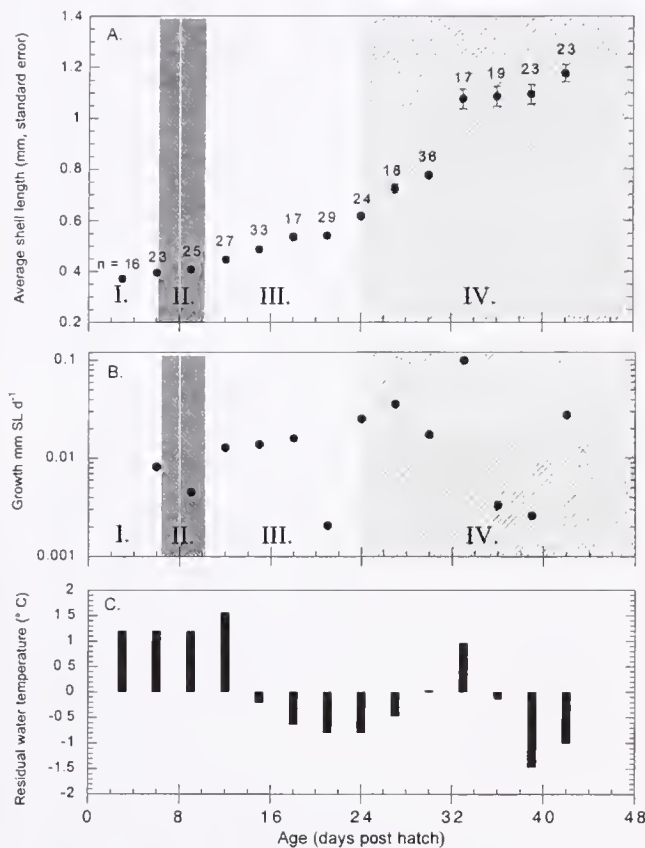 A.
Average shell length (mm, standard error)
1.4
1.2
1
0.8
0.6
0.4
0.2
n = 16
23
25
27
33
17
29
24
18
36
17
19
23
23
I.
II.
III.
IV.
B.
Growth mm SL d-1
0.1
0.01
0.001
I.
II.
III.
IV.
C.
Residual water temperature (° C)
2
1.5
1
0.5
0
-0.5
-1
-1.5
-2
0
8
16
24
32
40
48
Age (days post hatch)